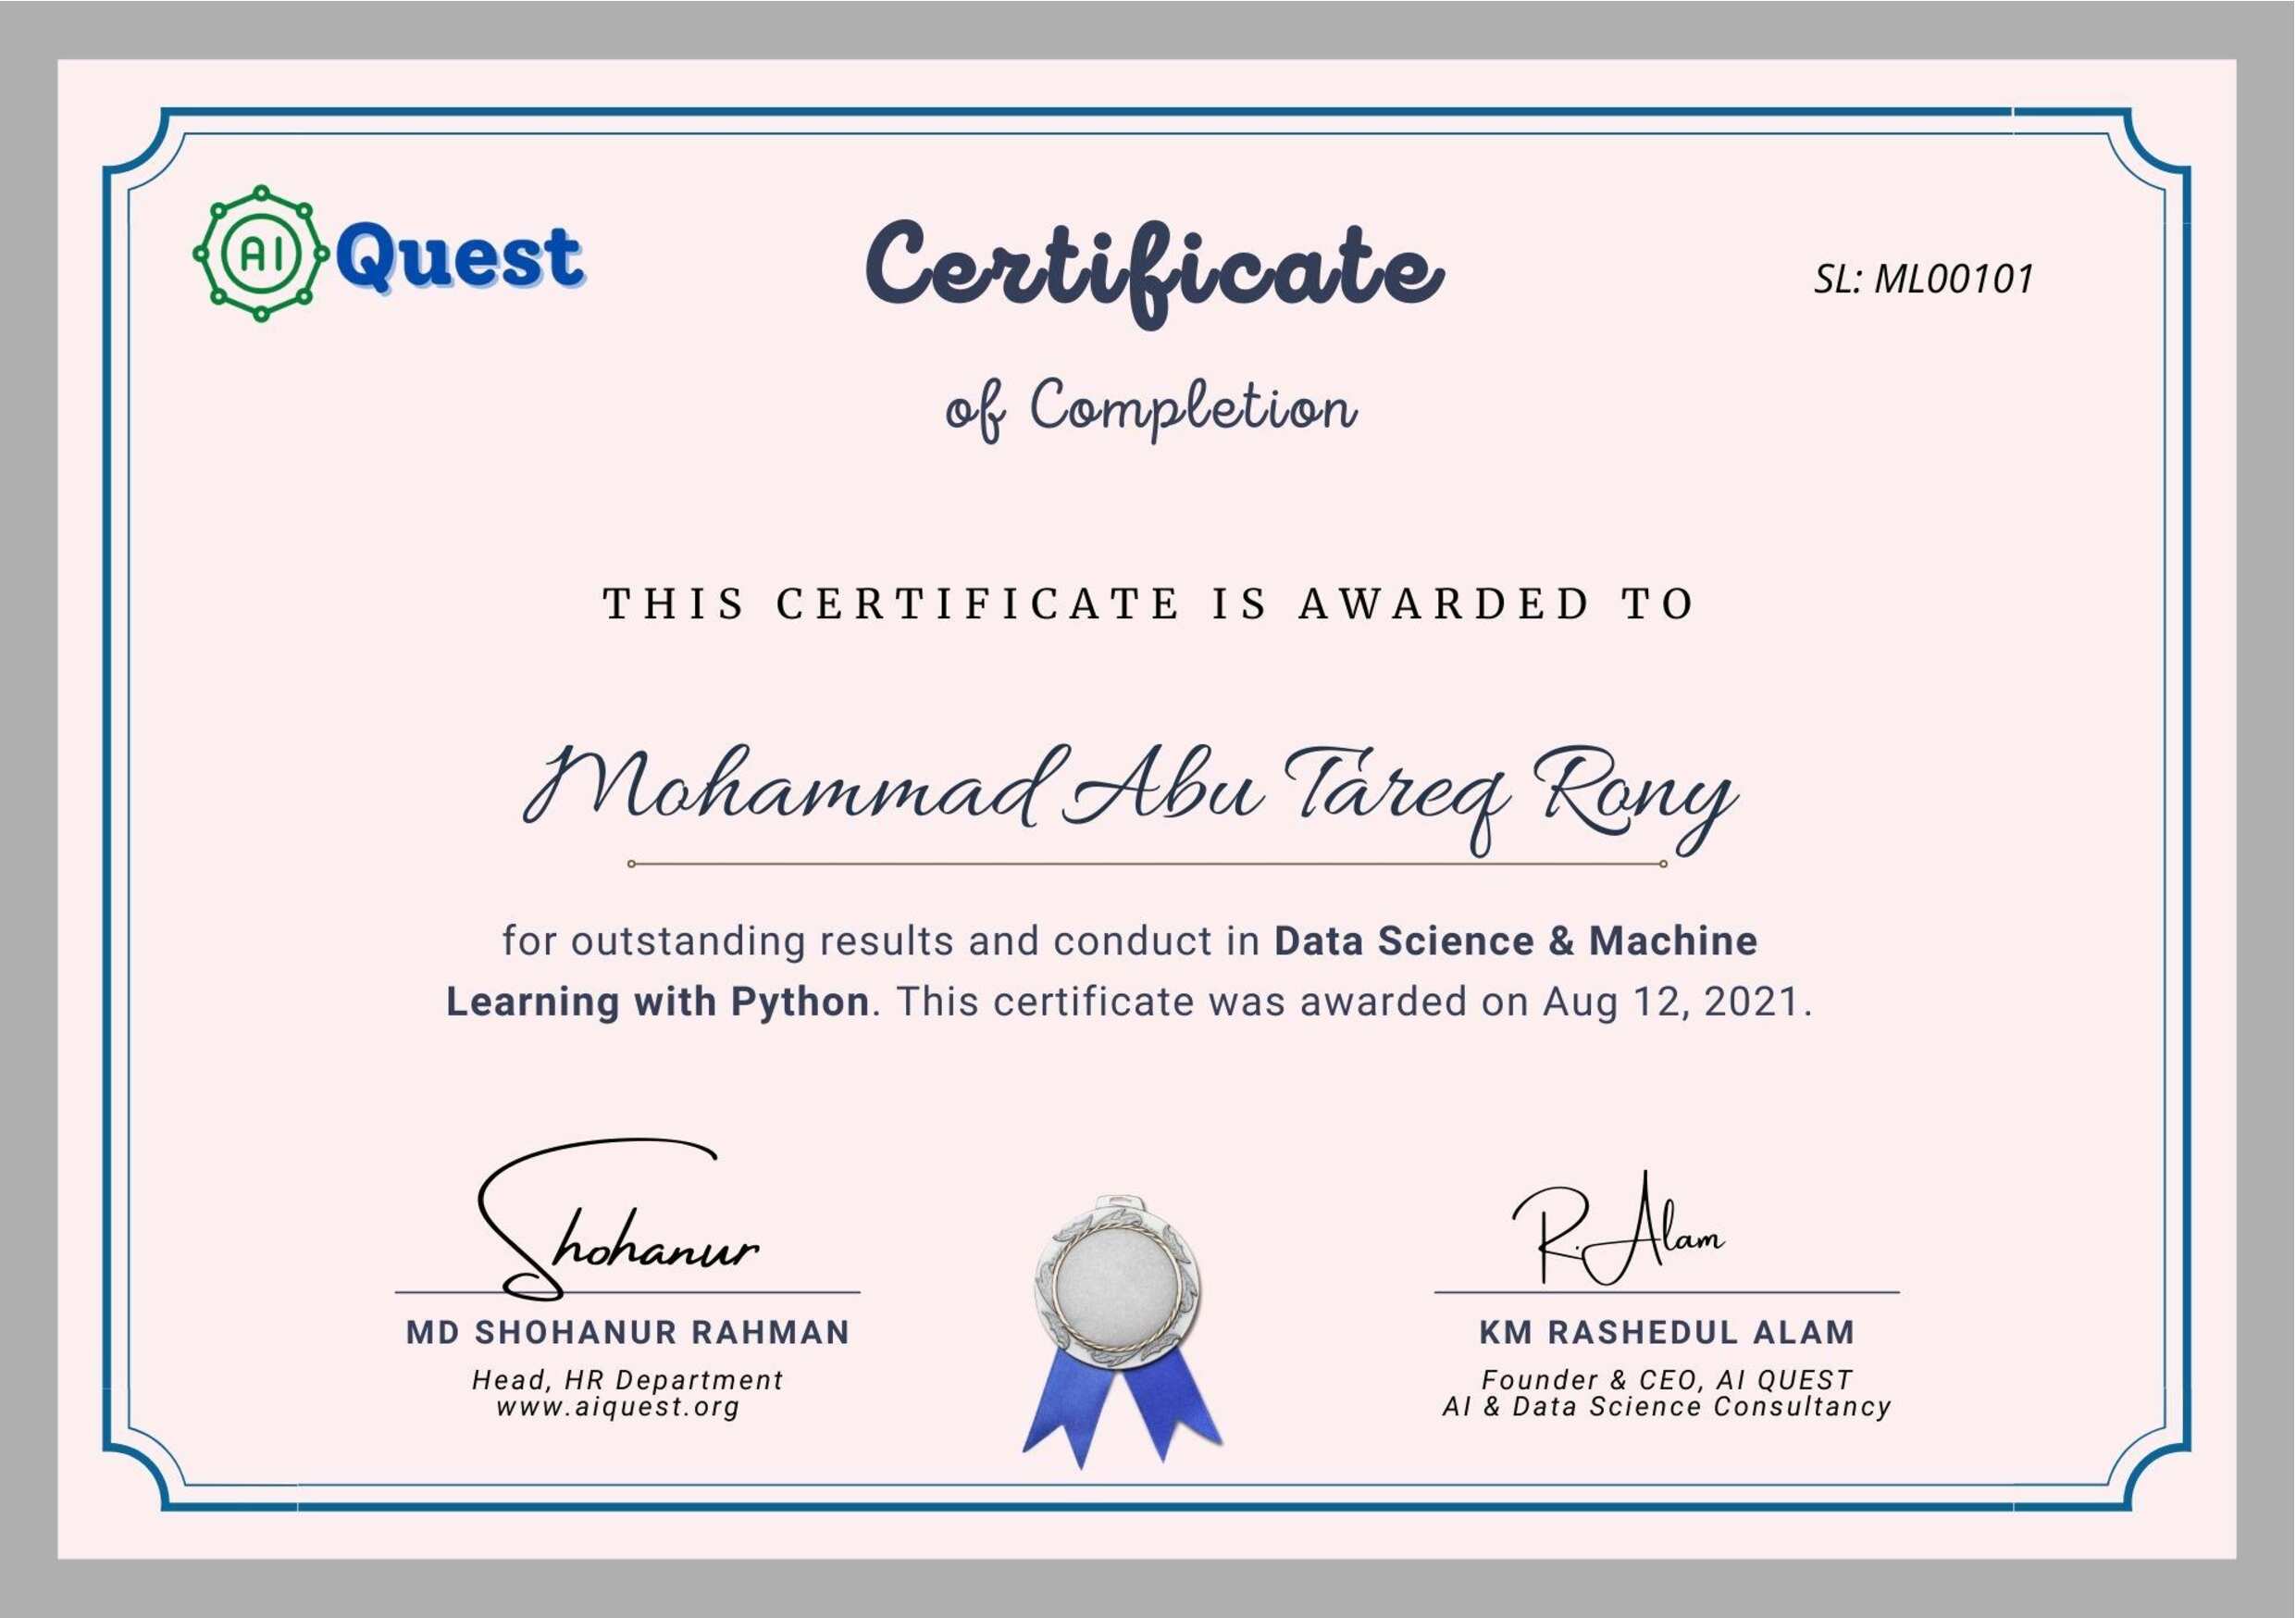 AI Quest
Certificate
SL: ML00101
of Completion
THIS CERTIFICATE IS AWARDED TO
Mohammad Abu Tareq Rony
for outstanding results and conduct in Data Science & Machine
Learning with Python. This certificate was awarded on Aug 12, 2021.
Shohanur
R. Alam
MD SHOHANUR RAHMAN
Head, HR Department
www.aiquest.org
KM RASHEDUL ALAM
Founder & CEO, AI QUEST
AI & Data Science Consultancy